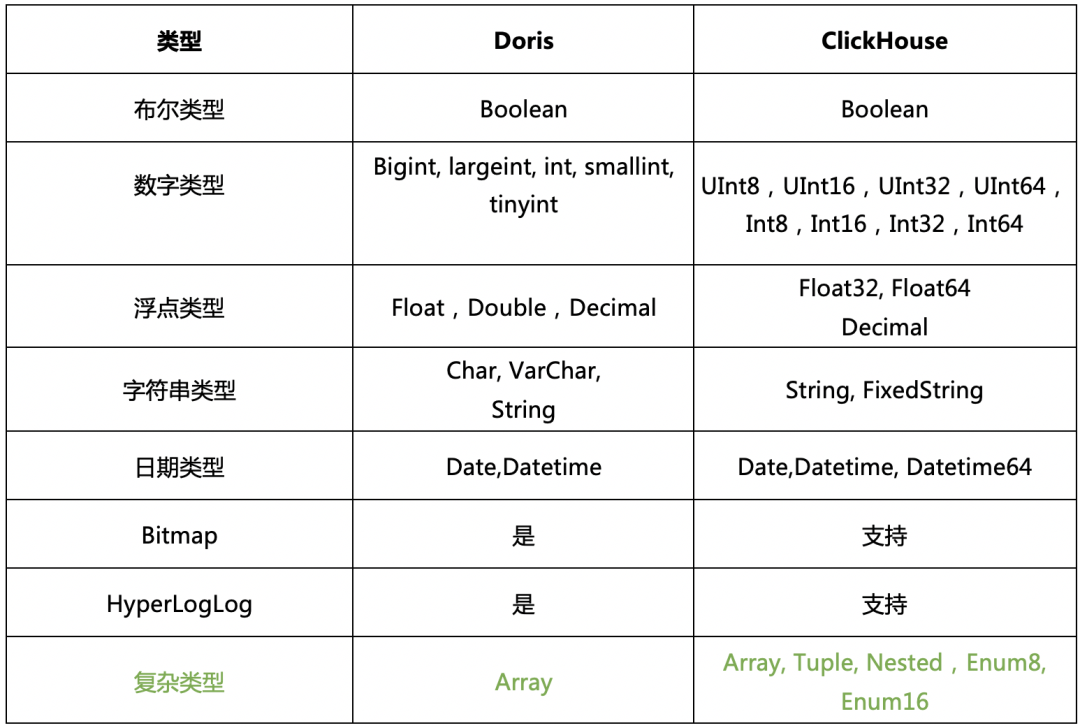 类型 Doris ClickHouse
布尔类型 Boolean Boolean
数字类型
Bigint, largeint, int, smallint,
tinyint
UInt8，UInt16，UInt32，UInt64，
Int8，Int16，Int32，Int64
浮点类型 Float，Double，Decimal
Float32, Float64
Decimal
字符串类型
Char, VarChar,
String
String, FixedString
日期类型 Date,Datetime Date,Datetime, Datetime64
Bitmap 是 支持
HyperLogLog 是 支持
复杂类型 Array
Array, Tuple, Nested，Enum8,
Enum16